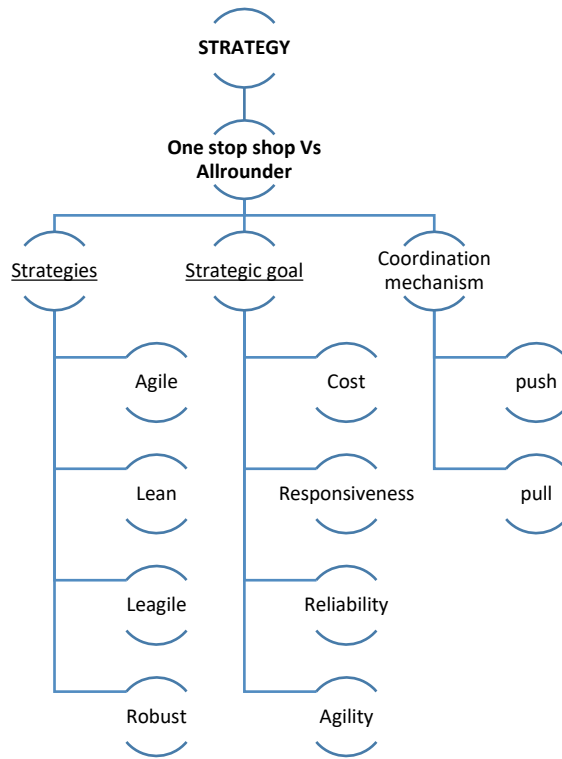 STRATEGY
One stop shop Vs
Allrounder
Strategies
Strategic goal
Coordination
mechanism
Agile
Cost
push
Lean
Responsiveness
pull
Leagile
Reliability
Robust
Agility